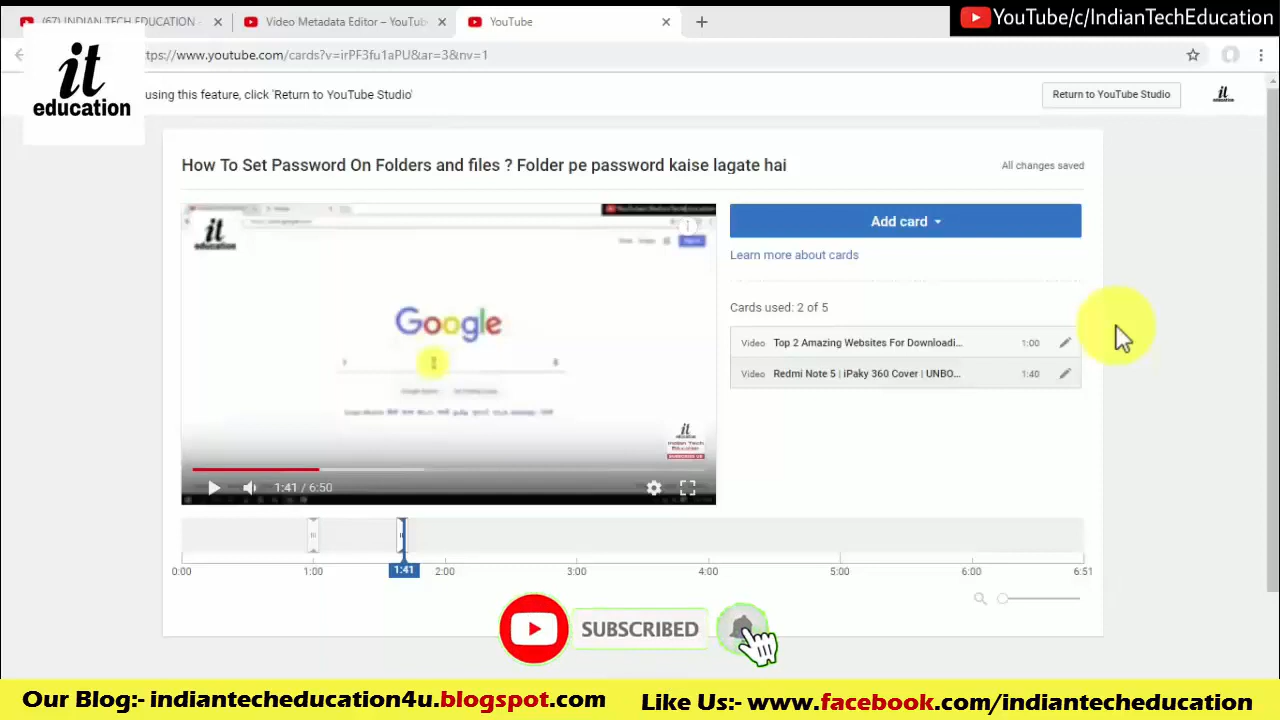 (67) INDIAN TECH EDUCATION -
Video Metadata Editor – YouTub
YouTube
YouTube/c/IndianTechEducation
ttps://www.youtube.com/cards?v=irPF3fu1aPU&ar=3&nv=1
it
education
using this feature, click 'Return to YouTube Studio'
Return to YouTube Studio
it
How To Set Password On Folders and files ? Folder pe password kaise lagate hai
All changes saved
it
education
Google
Indian Tech
Education
1:41 / 6:50
Add card
Learn more about cards
Cards used: 2 of 5
Video Top 2 Amazing Websites For Downloadi... 1:00
Video Redmi Note 5 | iPaky 360 Cover | UNBO... 1:40
0:00 1:00 1:41 2:00 3:00 4:00 5:00 6:00 6:51
SUBSCRIBED
Our Blog:- indiantecheducation4u.blogspot.com
Like Us:- www.facebook.com/indiantecheducation